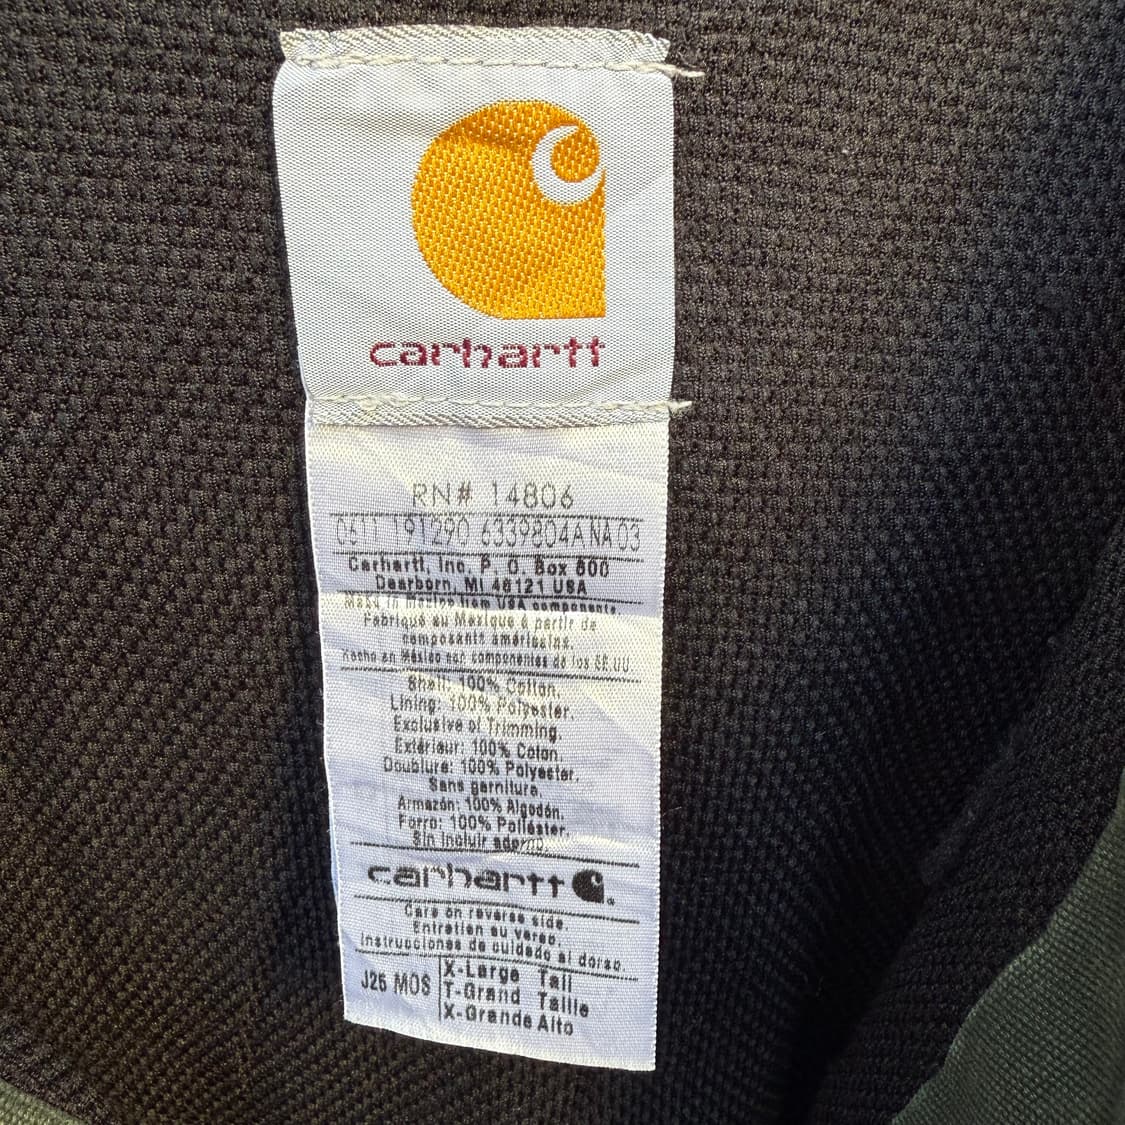 carhartt
RN# 14806
0611 191290 6339804A NA 03
Carhartt, Inc. P. O. Box 600
Dearborn, MI 48121 USA
Made in Mexico from USA components.
Fabriqué au Mexique à partir de
composants américains.
Hecho en México con componentes de los EE.UU.
Shell: 100% Cotton.
Lining: 100% Polyester.
Exclusive of Trimming.
Extérieur: 100% Coton.
Doublure: 100% Polyester.
Sans garniture.
Armazón: 100% Algodón.
Forro: 100% Poliéster.
Sin incluir adorno.
carhartt
Care on reverse side.
Entretien au verso.
Instrucciones de cuidado al dorso.
J25 MOS
X-Large Tall
T-Grand Taille
X-Grande Alto